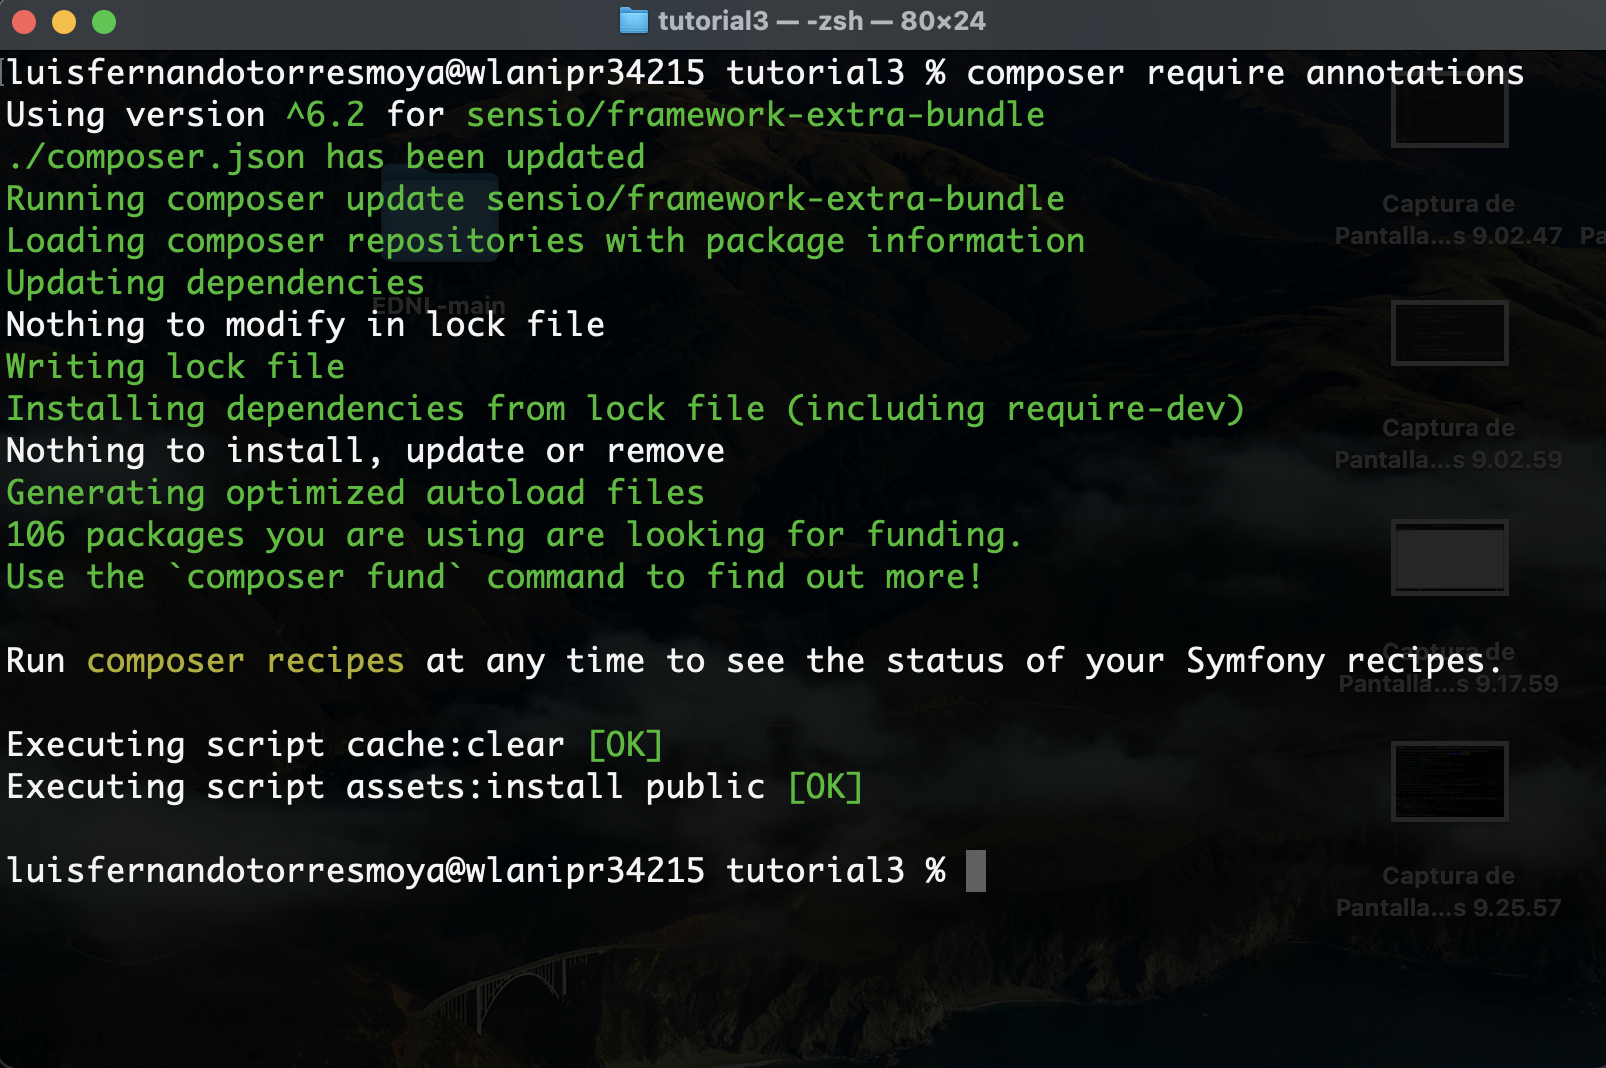 tutorial3 — -zsh — 80×24
luisfernandotorresmoya@wlanipr34215 tutorial3 % composer require annotations
Using version ^6.2 for sensio/framework-extra-bundle
./composer.json has been updated
Running composer update sensio/framework-extra-bundle
Loading composer repositories with package information
Updating dependencies
Nothing to modify in lock file
Writing lock file
Installing dependencies from lock file (including require-dev)
Nothing to install, update or remove
Generating optimized autoload files
106 packages you are using are looking for funding.
Use the `composer fund` command to find out more!
Run composer recipes at any time to see the status of your Symfony recipes.
Executing script cache:clear [OK]
Executing script assets:install public [OK]
luisfernandotorresmoya@wlanipr34215 tutorial3 %
EDNL-main
Captura de
Pantalla...s 9.02.47
Pa
Captura de
Pantalla...s 9.02.59
Captura de
Pantalla...s 9.17.59
Captura de
Pantalla...s 9.25.57